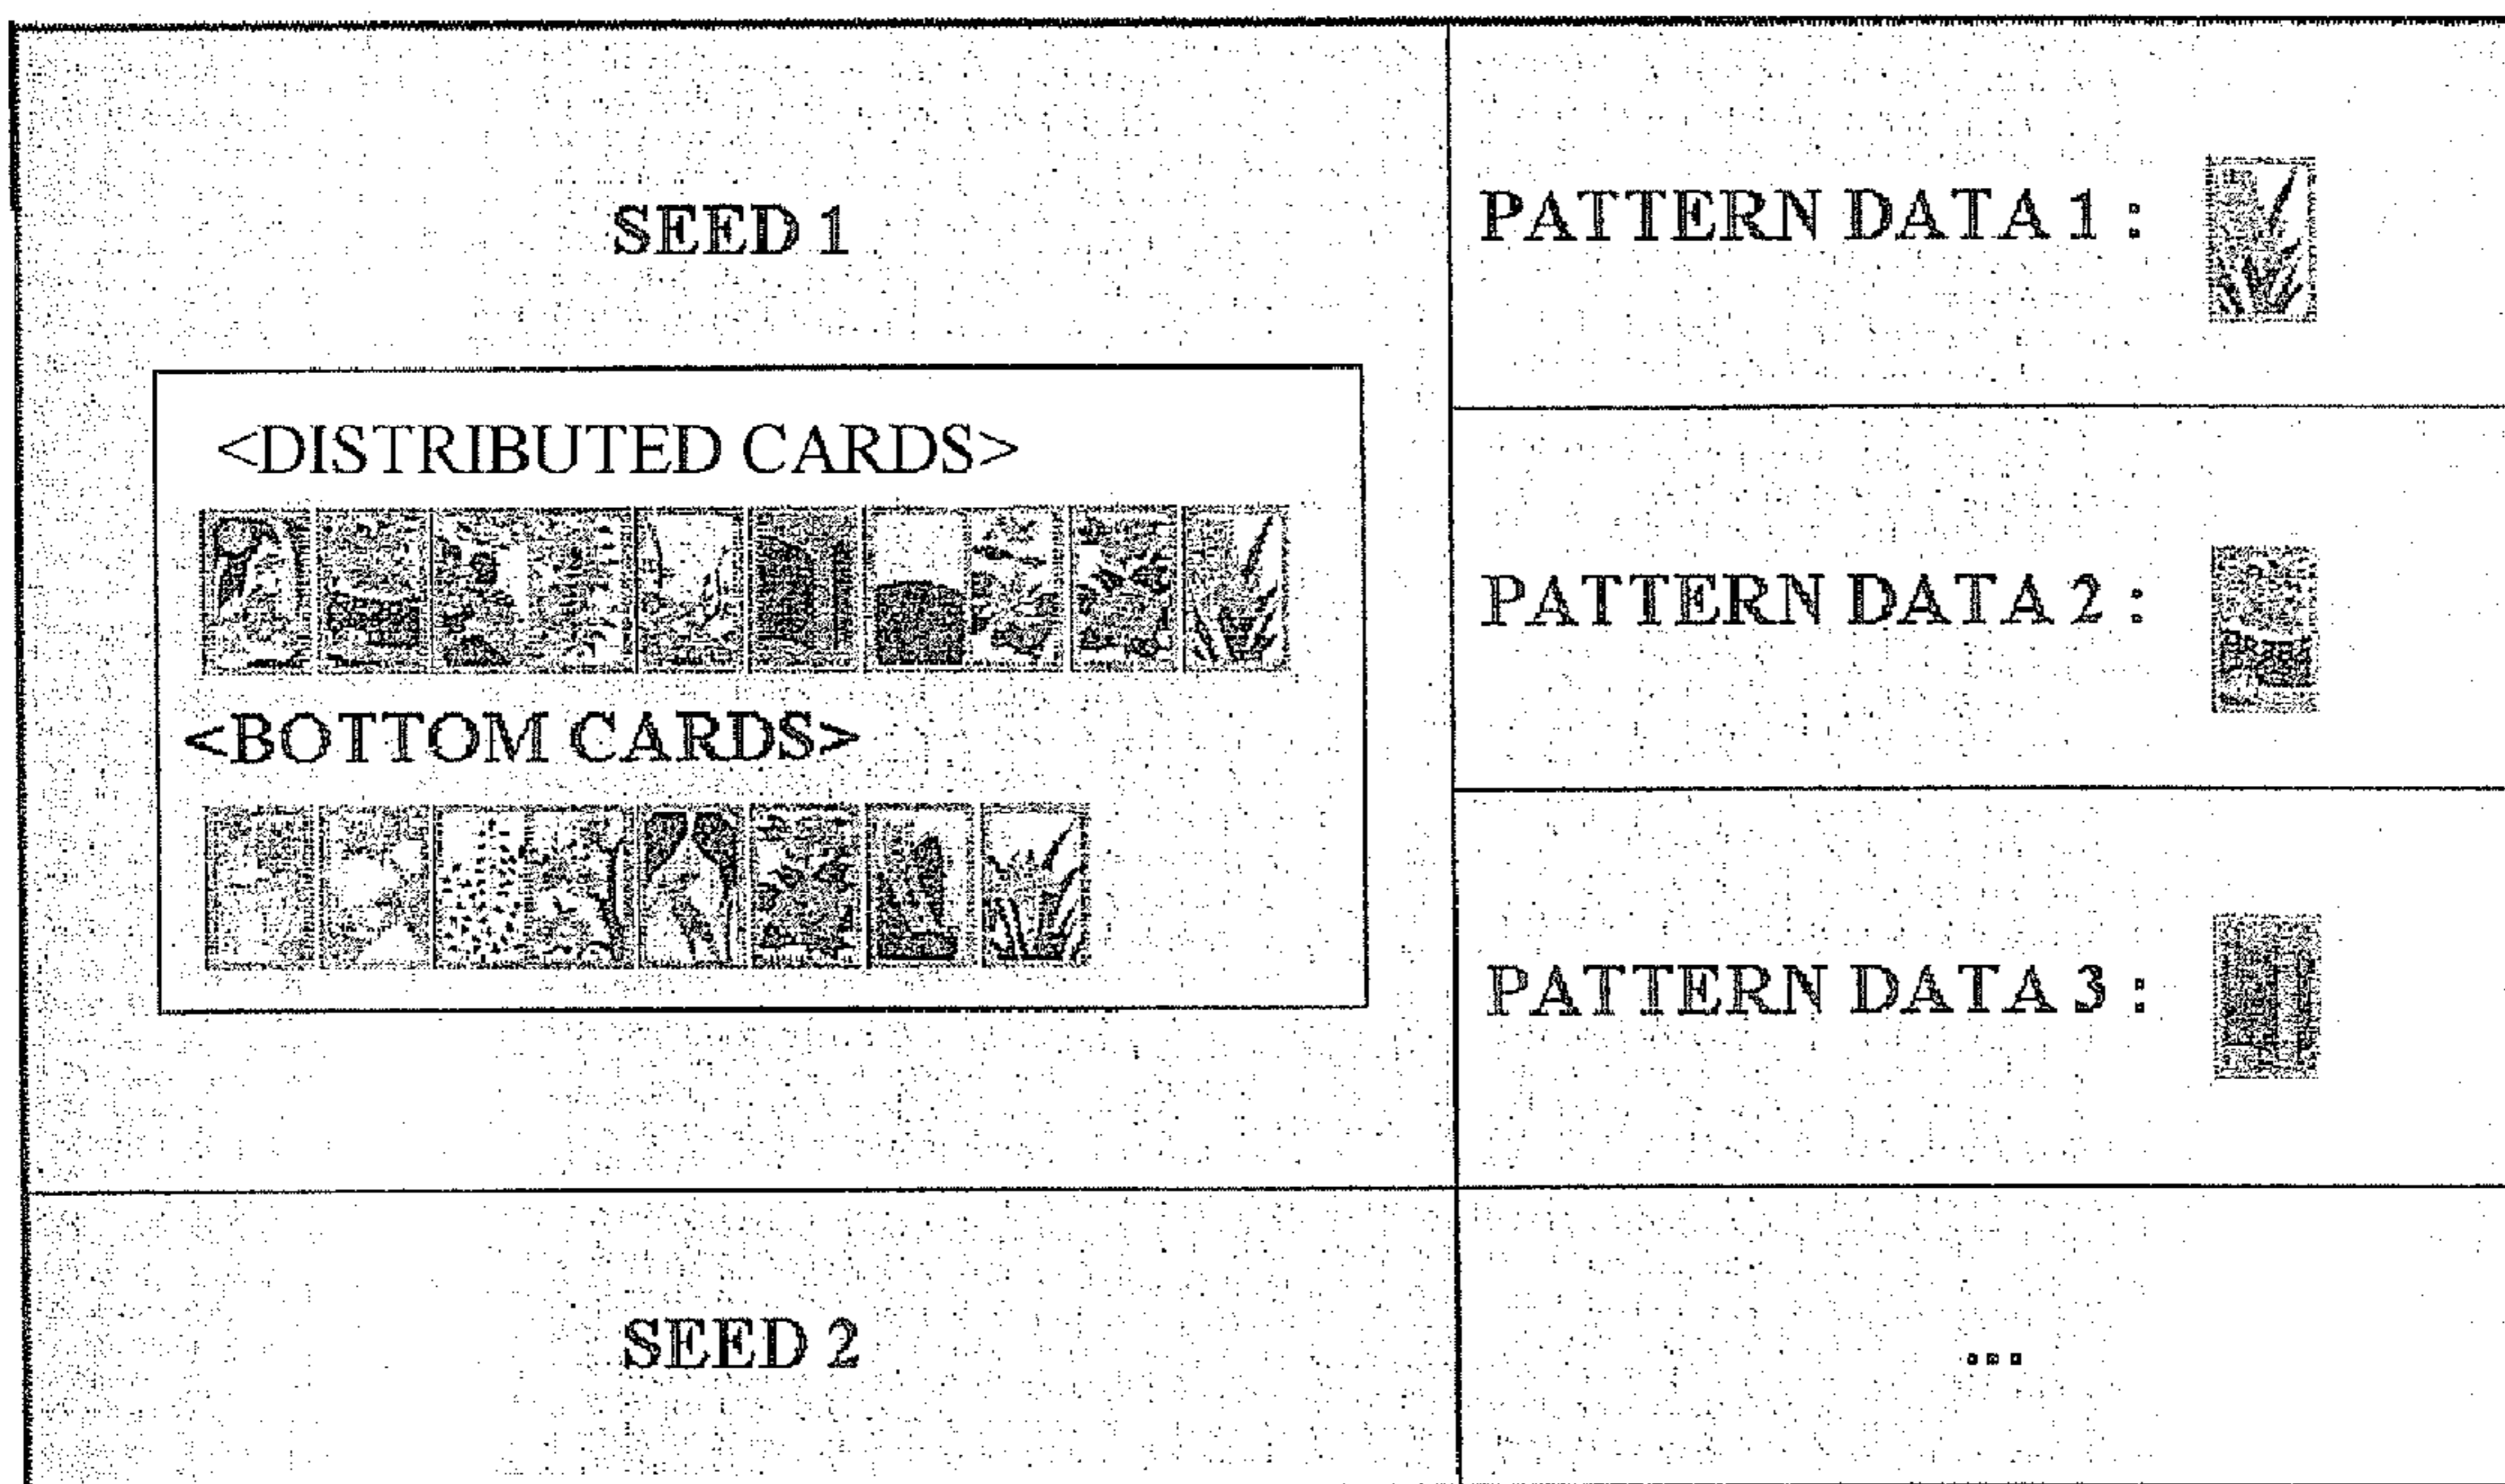 SEED 1
<DISTRIBUTED CARDS>
<BOTTOM CARDS>
PATTERN DATA 1 :
PATTERN DATA 2 :
PATTERN DATA 3 :
SEED 2
...